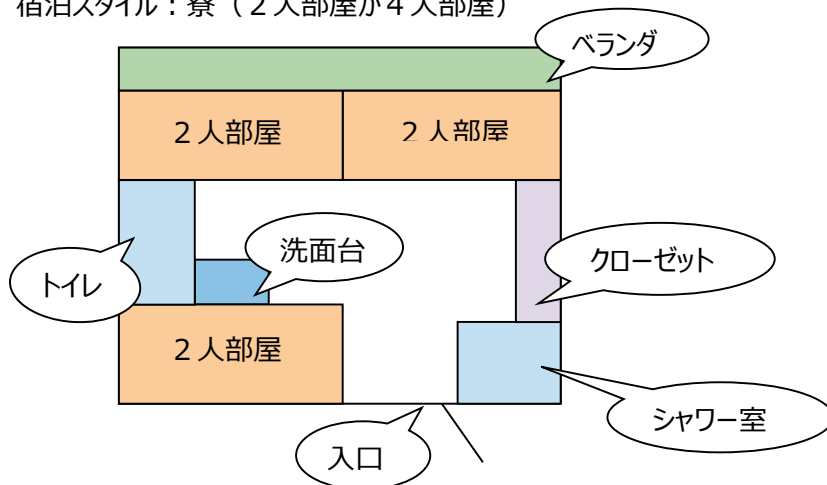 宿泊スタイル：寮（２人部屋か４人部屋）
ベランダ
２人部屋
２人部屋
洗面台
クローゼット
トイレ
２人部屋
シャワー室
入口